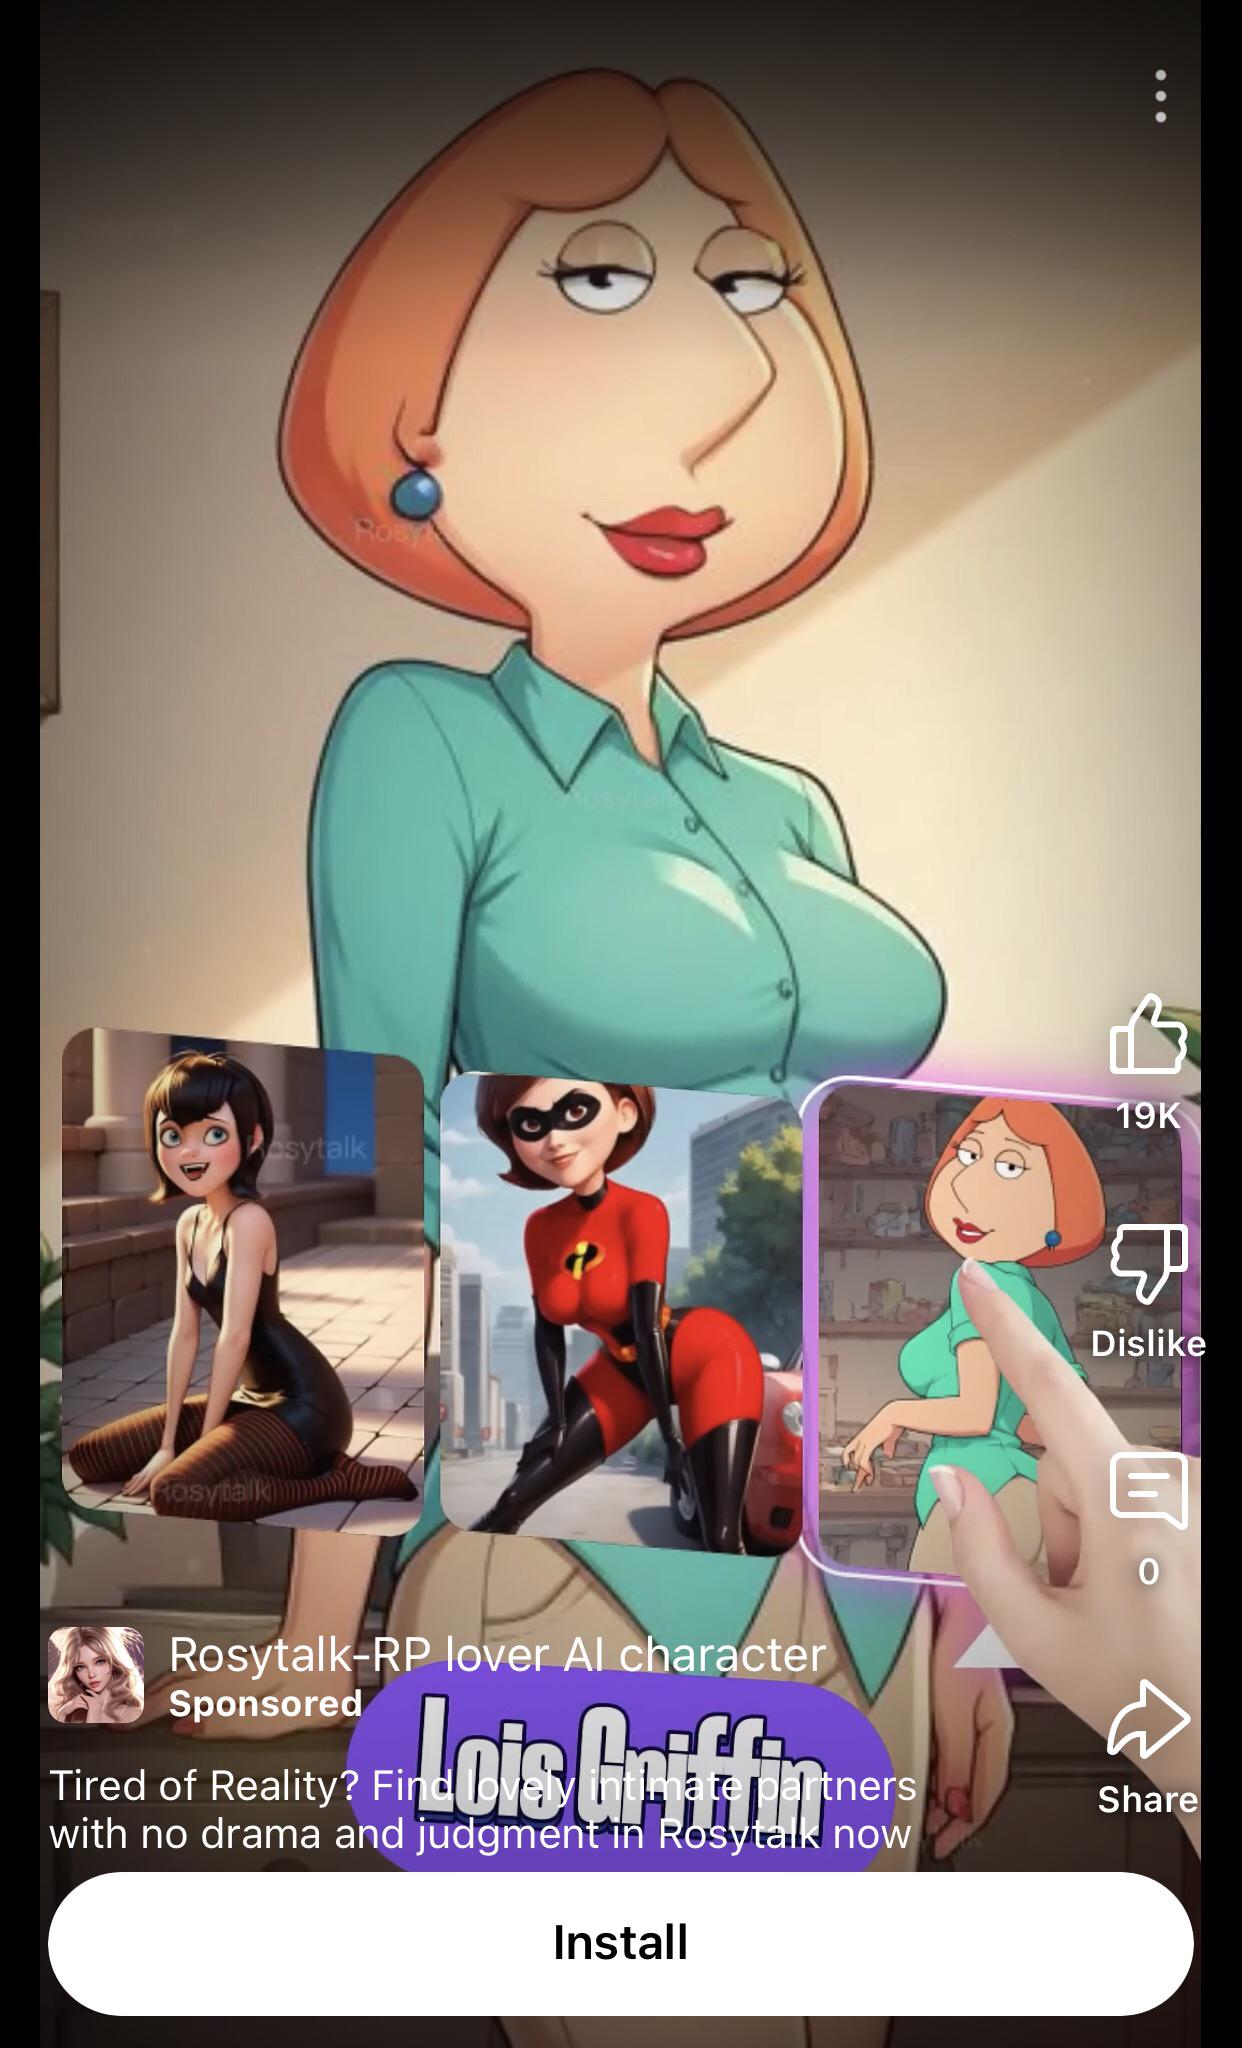 Rosytalk
Rosytalk
19K
Dislike
Rosytalk
0
Rosytalk-RP lover AI character
Sponsored
Lois Griffin
Tired of Reality? Find lovely intimate partners
with no drama and judgment in Rosytalk now
Share
Install